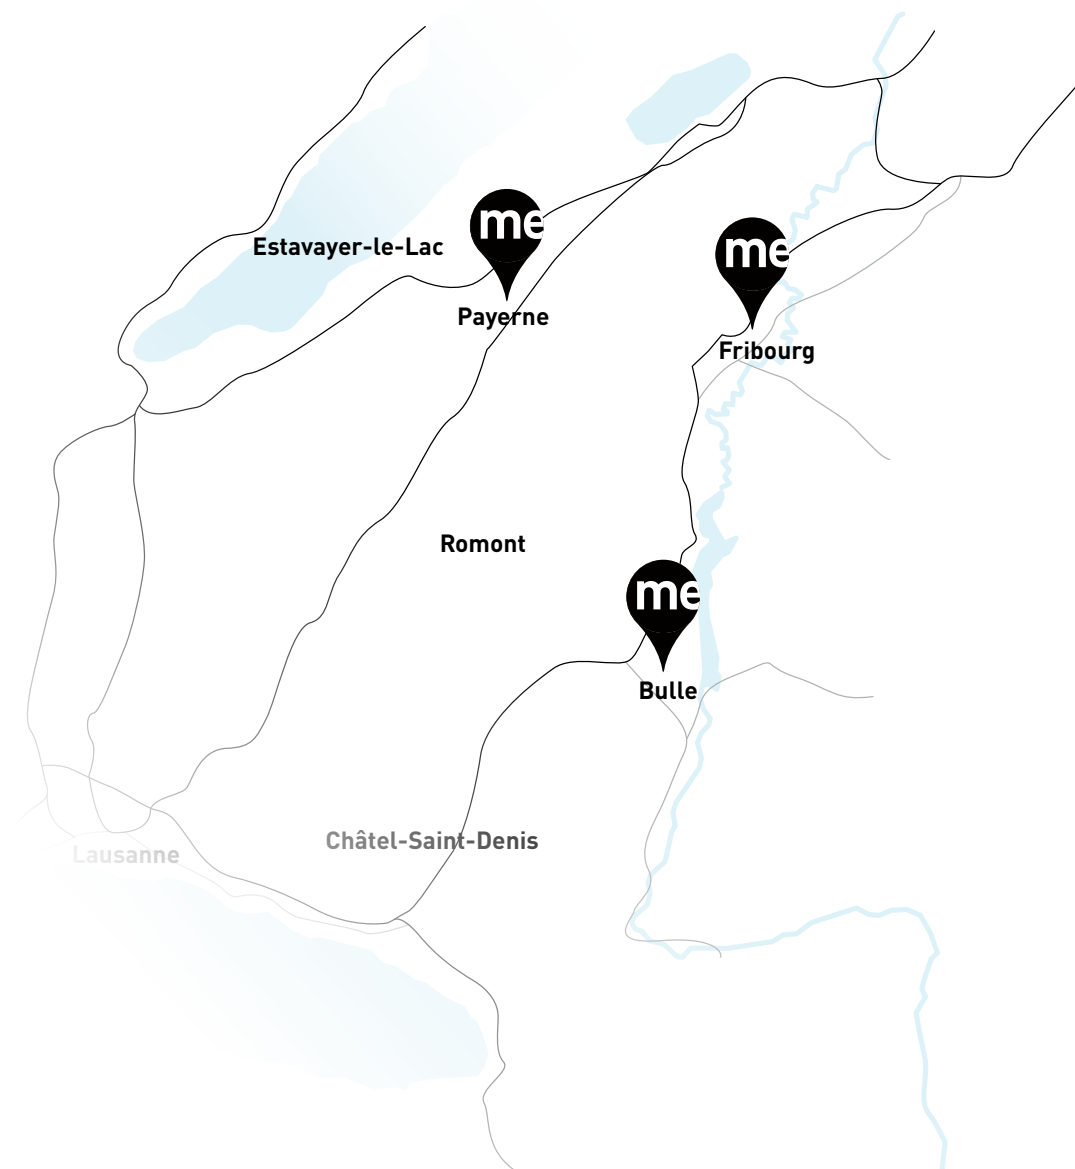 me
me
Estavayer-le-Lac
Payerne
Fribourg
Romont
me
Bulle
Châtel-Saint-Denis
Lausanne